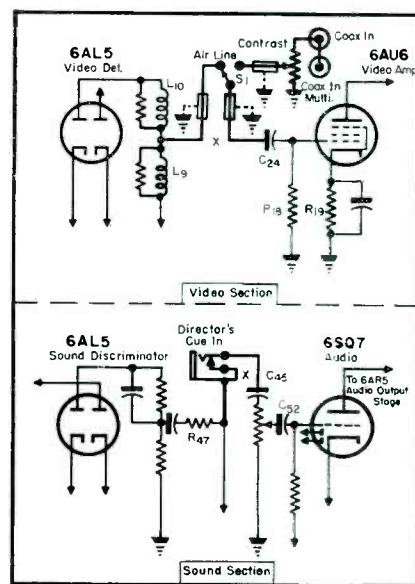 6AL5
Video Det.
L10
Air Line
S1
Contrast
Coax In
Coax In
Multi.
6AU6
Video Amp
X
C24
L9
R18
R19
Video Section
6AL5
Sound Discriminator
Director's
Cue In
X
C45
6SQ7
Audio
To 6AR5
Audio Output
Stage
C52
R47
Sound Section